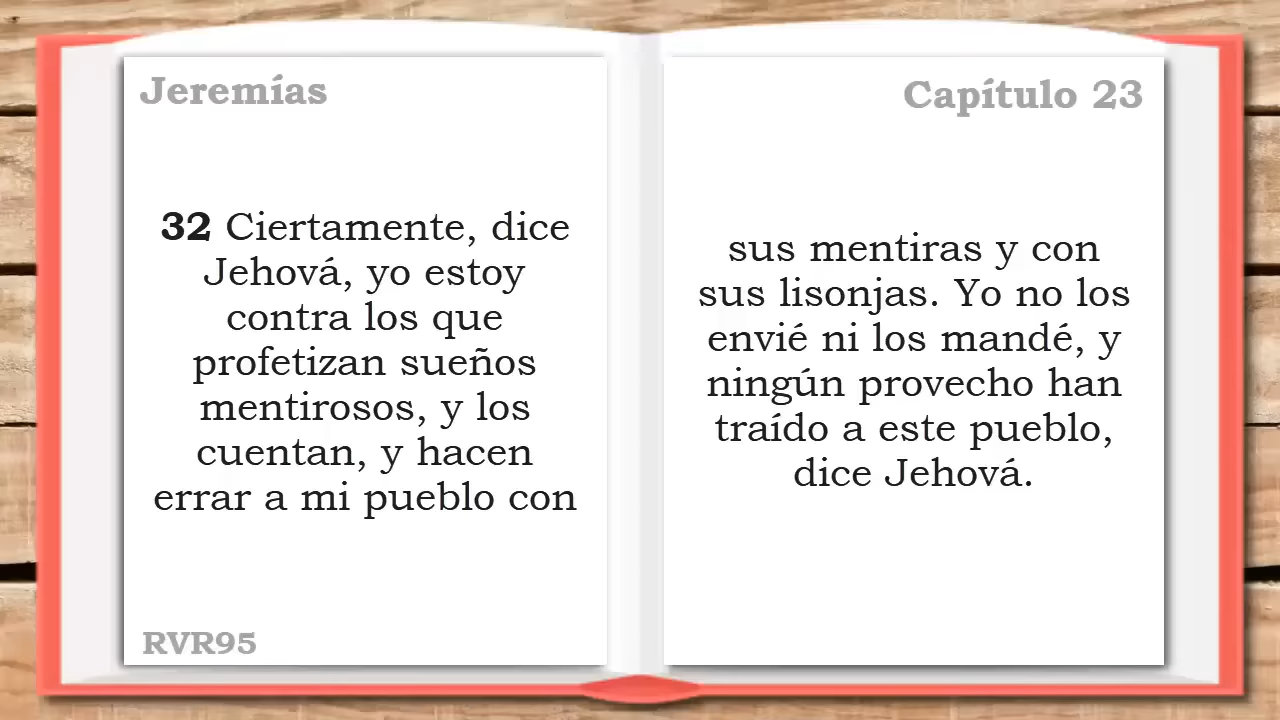 Jeremías
32 Ciertamente, dice
Jehová, yo estoy
contra los que
profetizan sueños
mentirosos, y los
cuentan, y hacen
errar a mi pueblo con
RVR95
Capítulo 23
sus mentiras y con
sus lisonjas. Yo no los
envié ni los mandé, y
ningún provecho han
traído a este pueblo,
dice Jehová.